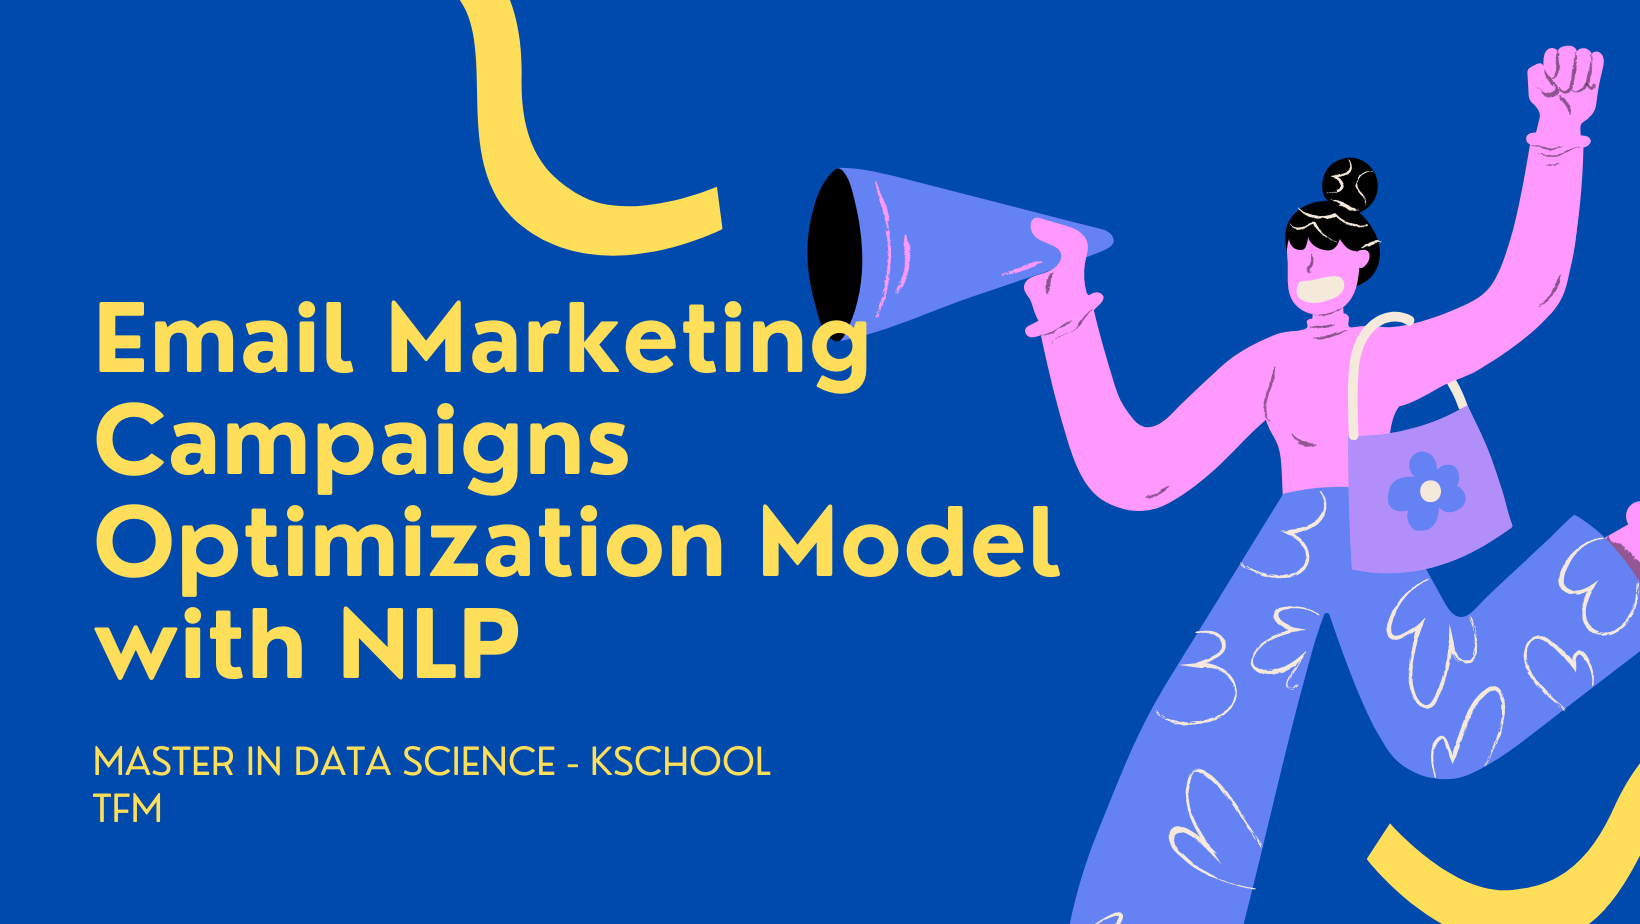 Email Marketing
Campaigns
Optimization Model
with NLP
MASTER IN DATA SCIENCE - KSCHOOL
TFM